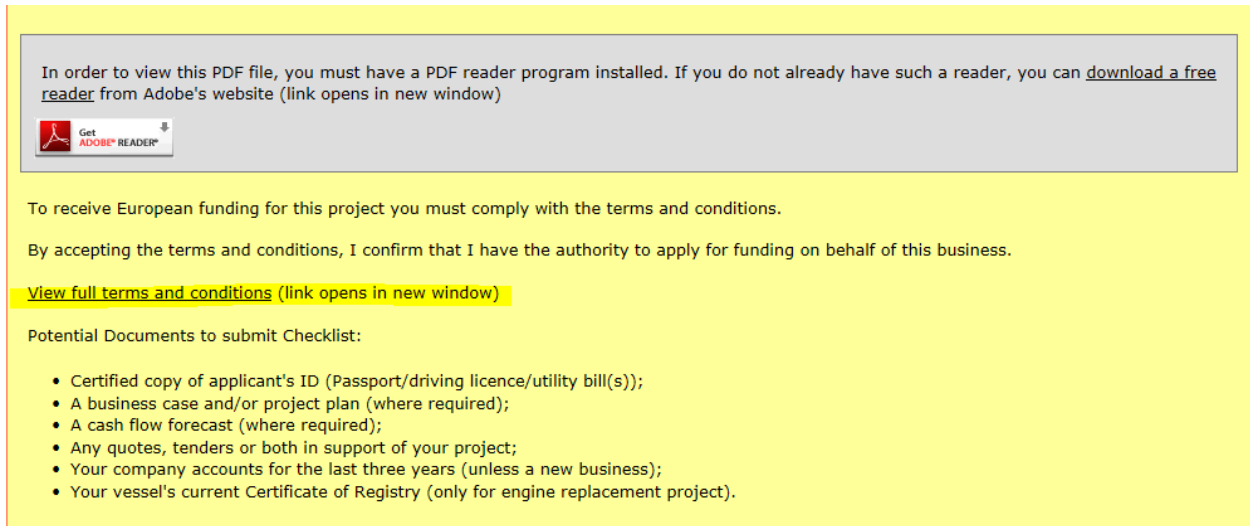 In order to view this PDF file, you must have a PDF reader program installed. If you do not already have such a reader, you can download a free
reader from Adobe's website (link opens in new window)
Get
ADOBE® READER®
To receive European funding for this project you must comply with the terms and conditions.
By accepting the terms and conditions, I confirm that I have the authority to apply for funding on behalf of this business.
View full terms and conditions (link opens in new window)
Potential Documents to submit Checklist:
• Certified copy of applicant's ID (Passport/driving licence/utility bill(s));
• A business case and/or project plan (where required);
• A cash flow forecast (where required);
• Any quotes, tenders or both in support of your project;
• Your company accounts for the last three years (unless a new business);
• Your vessel's current Certificate of Registry (only for engine replacement project).